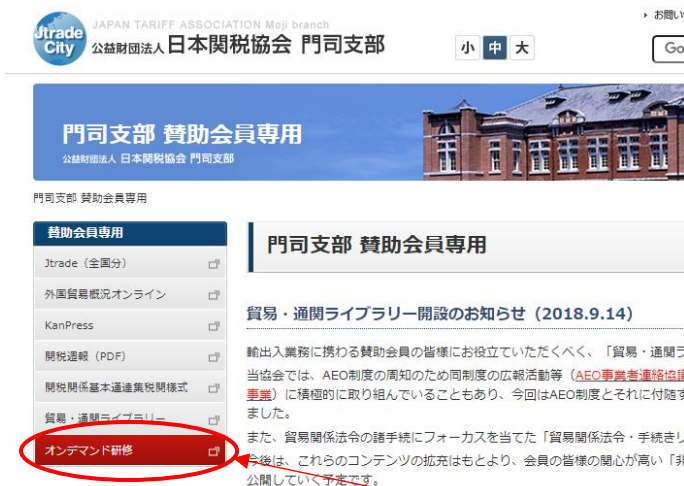 Jtrade
City
JAPAN TARIFF ASSOCIATION Moji branch
公益財団法人 日本関税協会 門司支部
小 中 大
お問い
Go
門司支部 賛助会員専用
公益財団法人 日本関税協会 門司支部
門司支部 賛助会員専用
賛助会員専用
Jtrade（全国分）
外国貿易概況オンライン
KanPress
関税週報（PDF）
関税関係基本通達集税関様式
貿易・通関ライブラリー
オンデマンド研修
門司支部 賛助会員専用
貿易・通関ライブラリー開設のお知らせ（2018.9.14）
輸出入業務に携わる賛助会員の皆様にお役立ていただくべく、「貿易・通関ラ
当協会では、AEO制度の周知のため同制度の広報活動等（AEO事業者連絡協議
事業）に積極的に取り組んでいることもあり、今回はAEO制度とそれに付随す
ました。
また、貿易関係法令の諸手続にフォーカスを当てた「貿易関係法令・手続きリ
今後は、これらのコンテンツの拡充はもとより、会員の皆様の関心が高い「非
公開していく予定です。